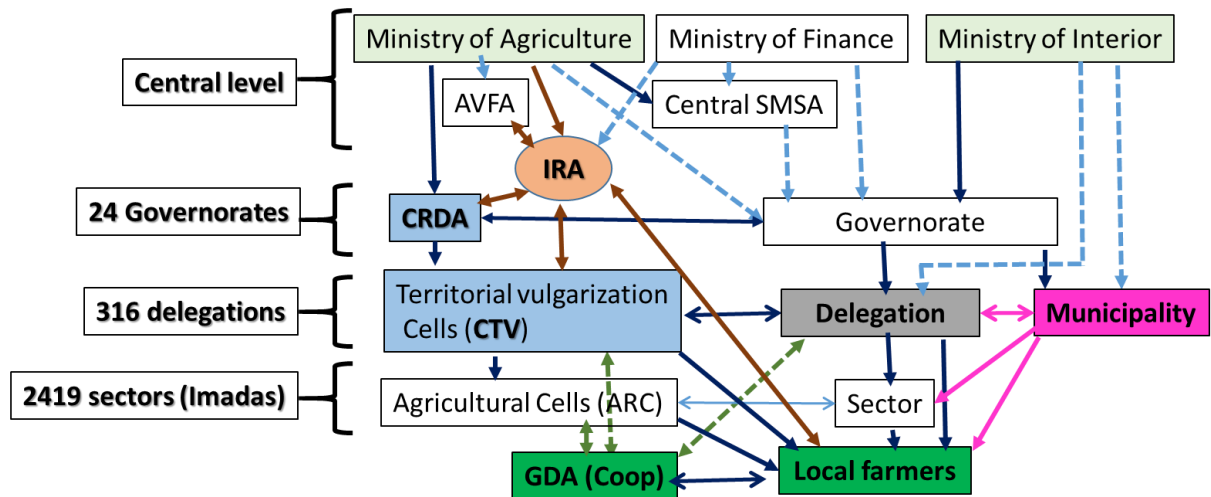 Ministry of Agriculture
Ministry of Finance
Ministry of Interior
Central level
AVFA
Central SMSA
IRA
24 Governorates
CRDA
Governorate
316 delegations
Territorial vulgarization
Cells (CTV)
Delegation
Municipality
2419 sectors (Imadas)
Agricultural Cells (ARC)
Sector
GDA (Coop)
Local farmers